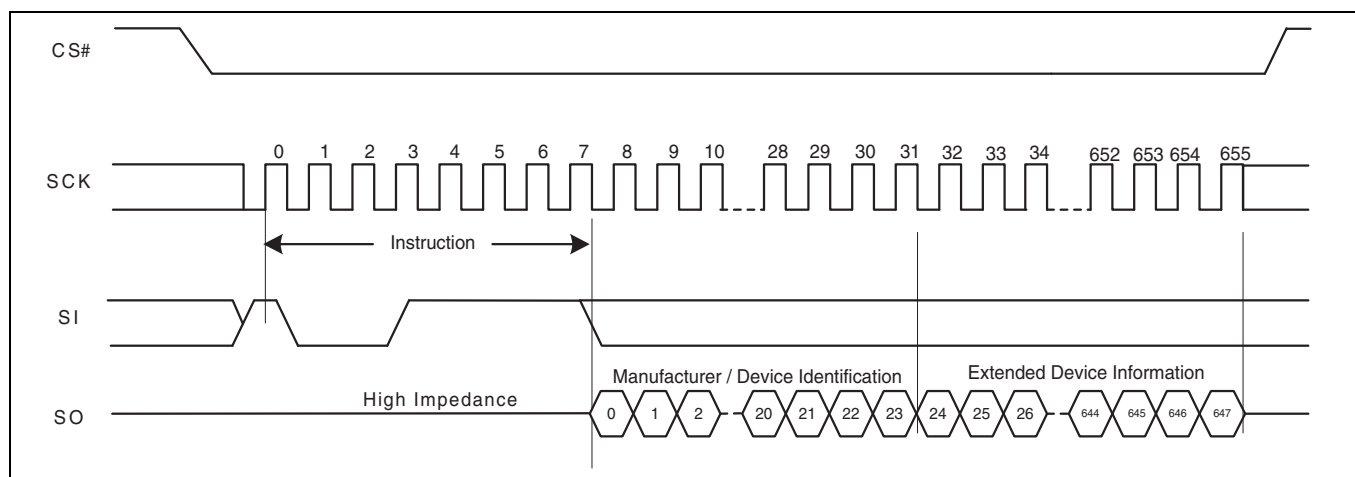 CS#
0 1 2 3 4 5 6 7 8 9 10 28 29 30 31 32 33 34 652 653 654 655
SCK
Instruction
SI
Manufacturer / Device Identification Extended Device Information
High Impedance
SO 0 1 2 20 21 22 23 24 25 26 644 645 646 647